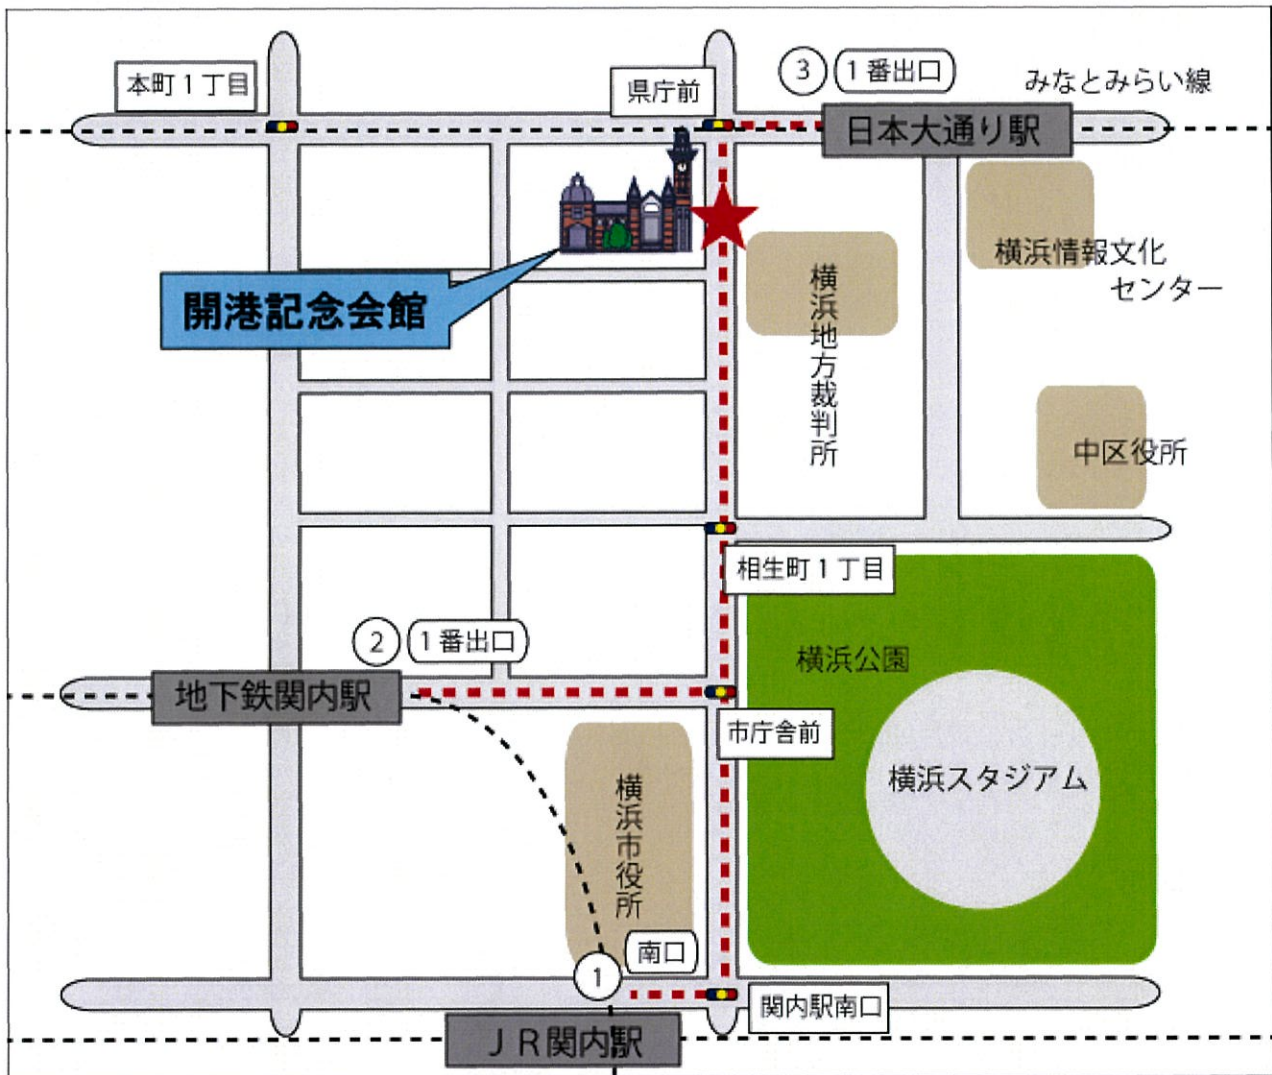 本町1丁目
県庁前
③
1番出口
みなとみらい線
日本大通り駅
横浜情報文化
センター
開港記念会館
横浜地方裁判所
中区役所
相生町1丁目
②
1番出口
横浜公園
地下鉄関内駅
市庁舎前
横浜スタジアム
横浜市役所
南口
①
関内駅南口
JR関内駅